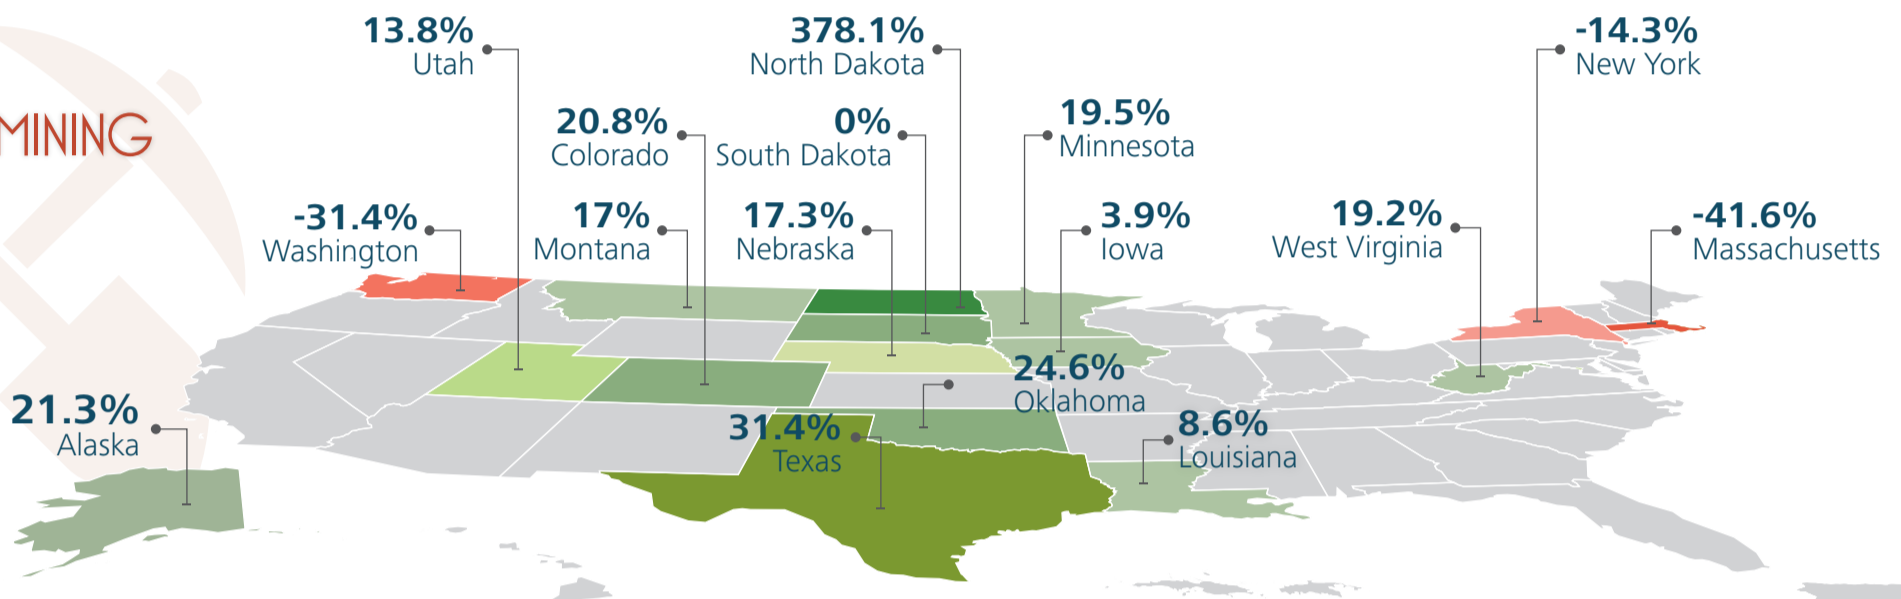 13.8%
Utah
378.1%
North Dakota
-14.3%
New York
MINING
20.8%
Colorado
0%
South Dakota
19.5%
Minnesota
-31.4%
Washington
17%
Montana
17.3%
Nebraska
3.9%
Iowa
19.2%
West Virginia
-41.6%
Massachusetts
24.6%
Oklahoma
21.3%
Alaska
31.4%
Texas
8.6%
Louisiana